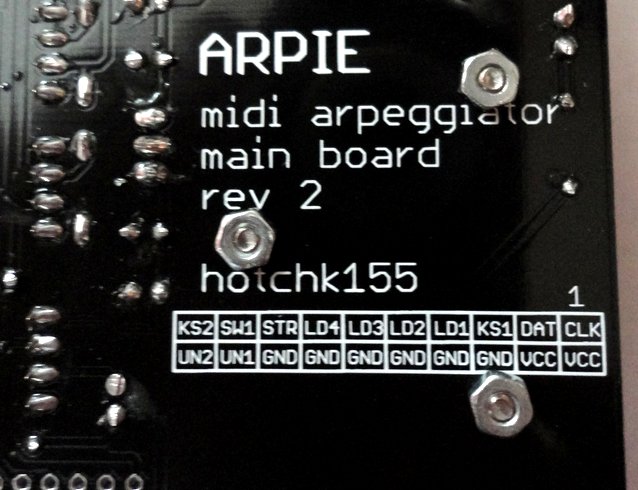 ARPIE
midi arpeggiator
main board
rev 2
hotchk155
1
KS2 SW1 STR LD4 LD3 LD2 LD1 KS1 DAT CLK
UN2 UN1 GND GND GND GND GND GND VCC VCC